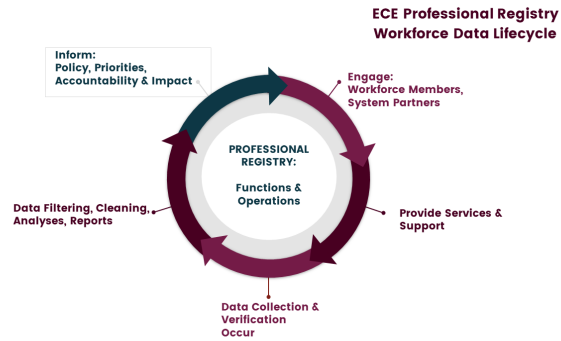 ECE Professional Registry
Workforce Data Lifecycle
Inform:
Policy, Priorities,
Accountability & Impact
Engage:
Workforce Members,
System Partners
PROFESSIONAL
REGISTRY:
Functions &
Operations
Data Filtering, Cleaning,
Analyses, Reports
Provide Services &
Support
Data Collection &
Verification
Occur